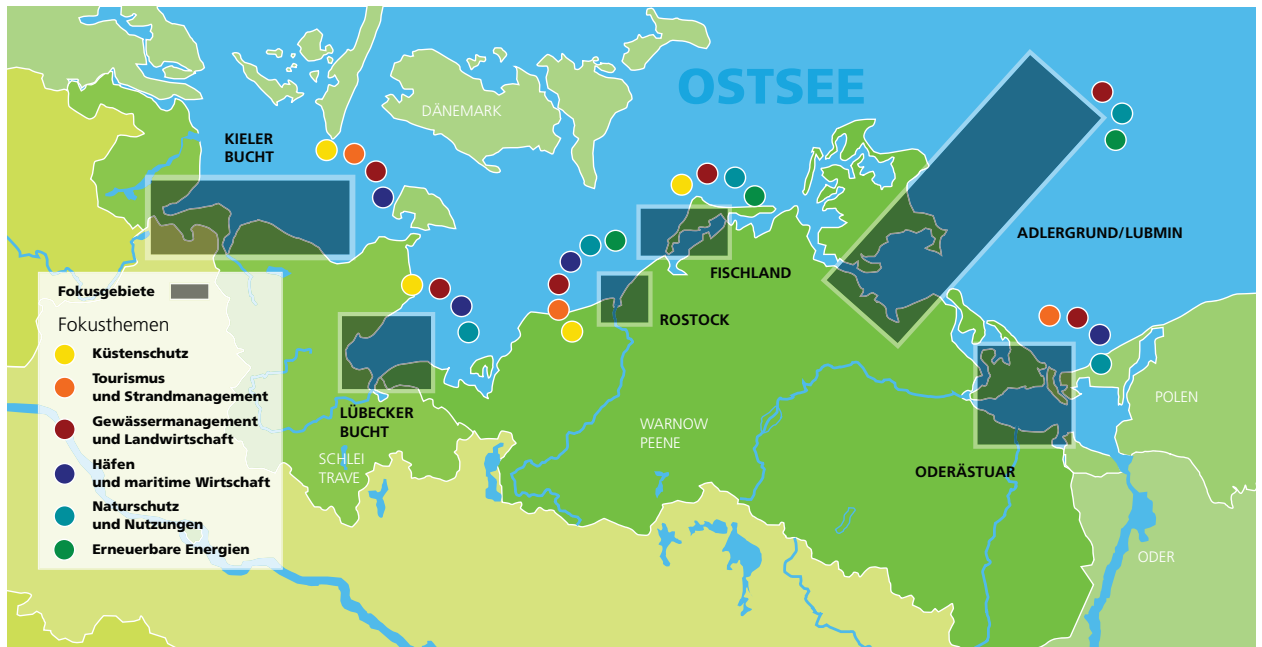 OSTSEE
DÄNEMARK
KIELER
BUCHT
ADLERGRUND/LUBMIN
FISCHLAND
ROSTOCK
Fokusgebiete
Fokusthemen
Küstenschutz
Tourismus
und Strandmanagement
Gewässermanagement
und Landwirtschaft
Häfen
und maritime Wirtschaft
Naturschutz
und Nutzungen
Erneuerbare Energien
LÜBECKER
BUCHT
SCHLEI
TRAVE
WARNOW
PEENE
ODERÄSTUAR
POLEN
ODER